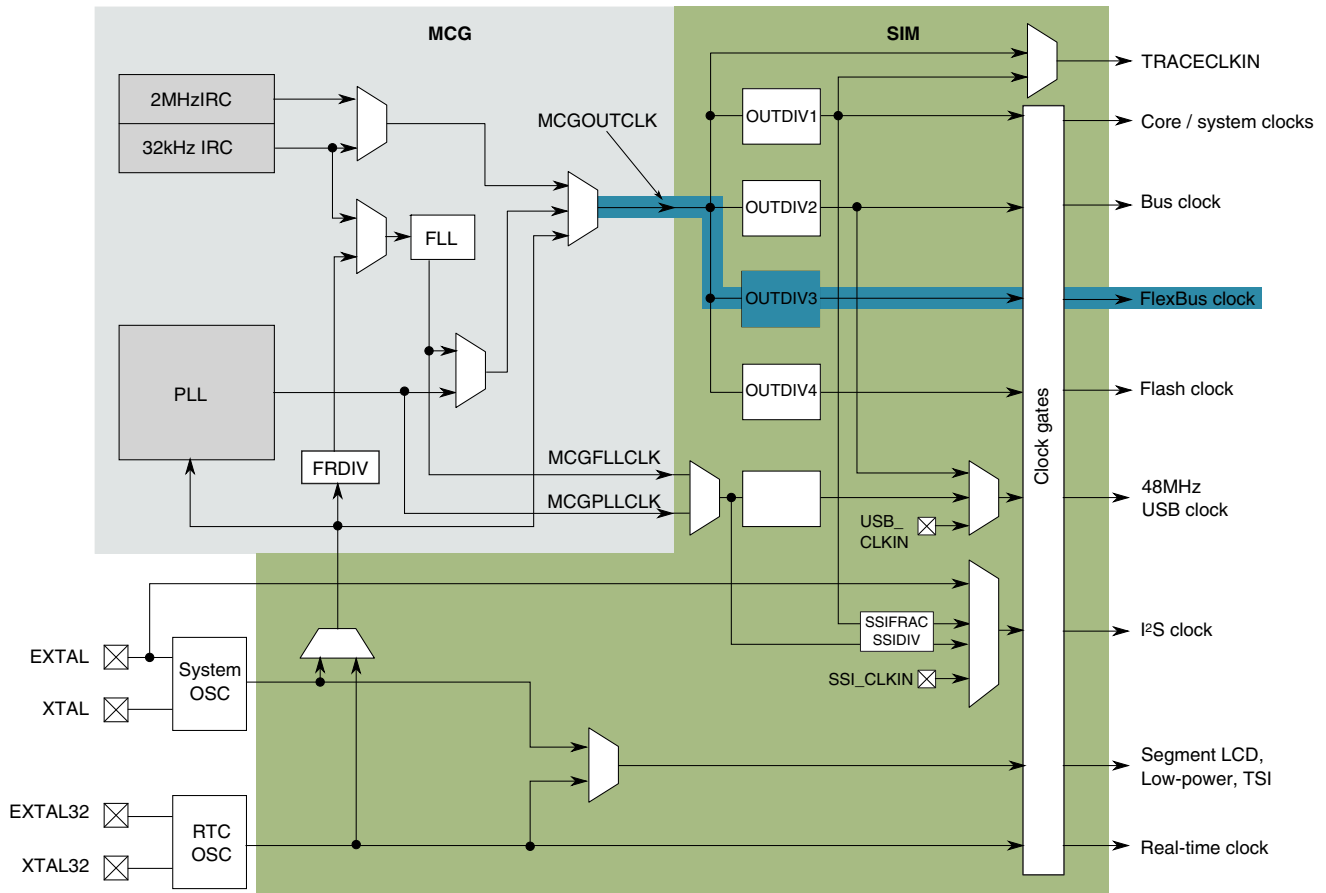 MCG
SIM
2MHzIRC
32kHz IRC
MCGOUTCLK
FLL
PLL
FRDIV
MCGFLLCLK
MCGPLLCLK
OUTDIV1
OUTDIV2
OUTDIV3
OUTDIV4
USB_
CLKIN
SSIFRAC
SSIDIV
SSI_CLKIN
Clock gates
TRACECLKIN
Core / system clocks
Bus clock
FlexBus clock
Flash clock
48MHz
USB clock
I²S clock
Segment LCD,
Low-power, TSI
Real-time clock
EXTAL
XTAL
System
OSC
EXTAL32
XTAL32
RTC
OSC